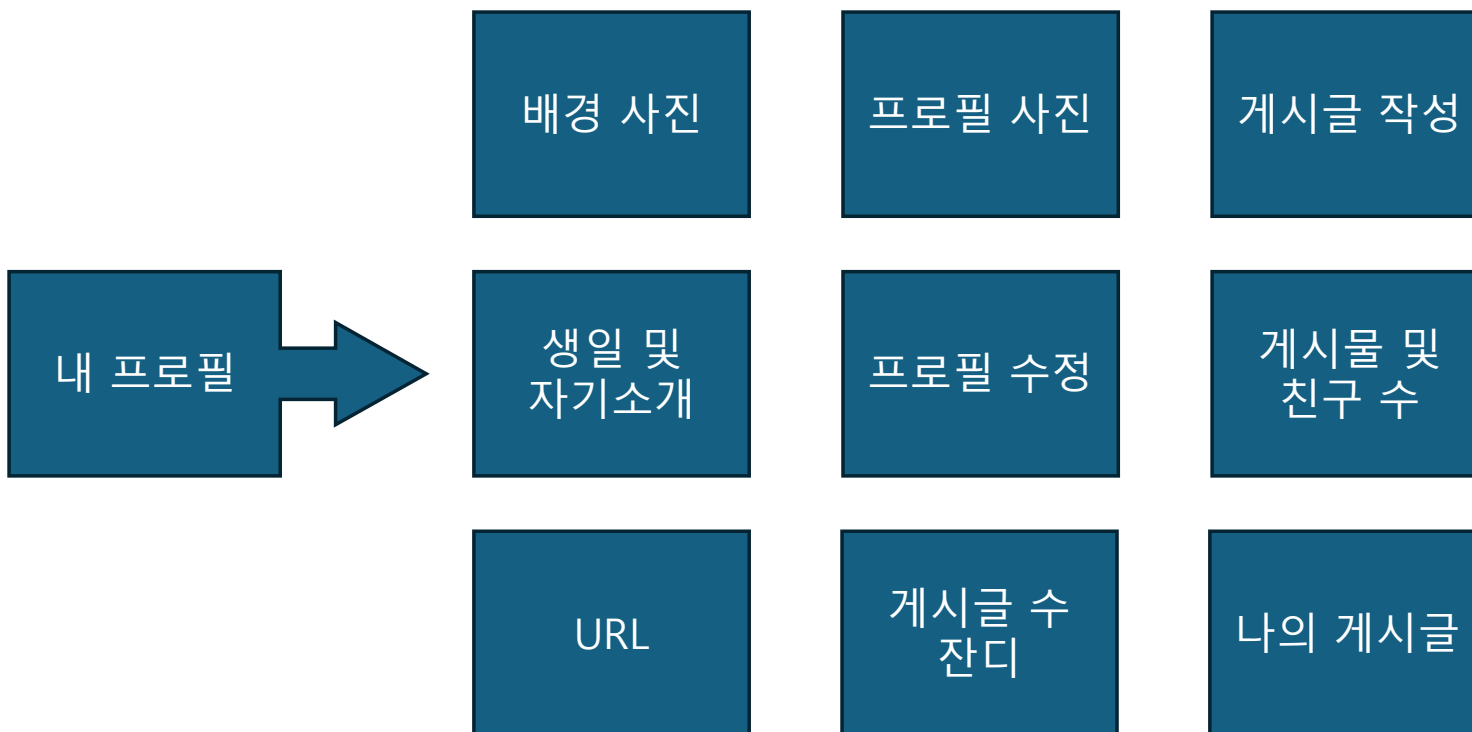 배경 사진
프로필 사진
게시글 작성
내 프로필
생일 및
자기소개
프로필 수정
게시물 및
친구 수
URL
게시글 수
잔디
나의 게시글